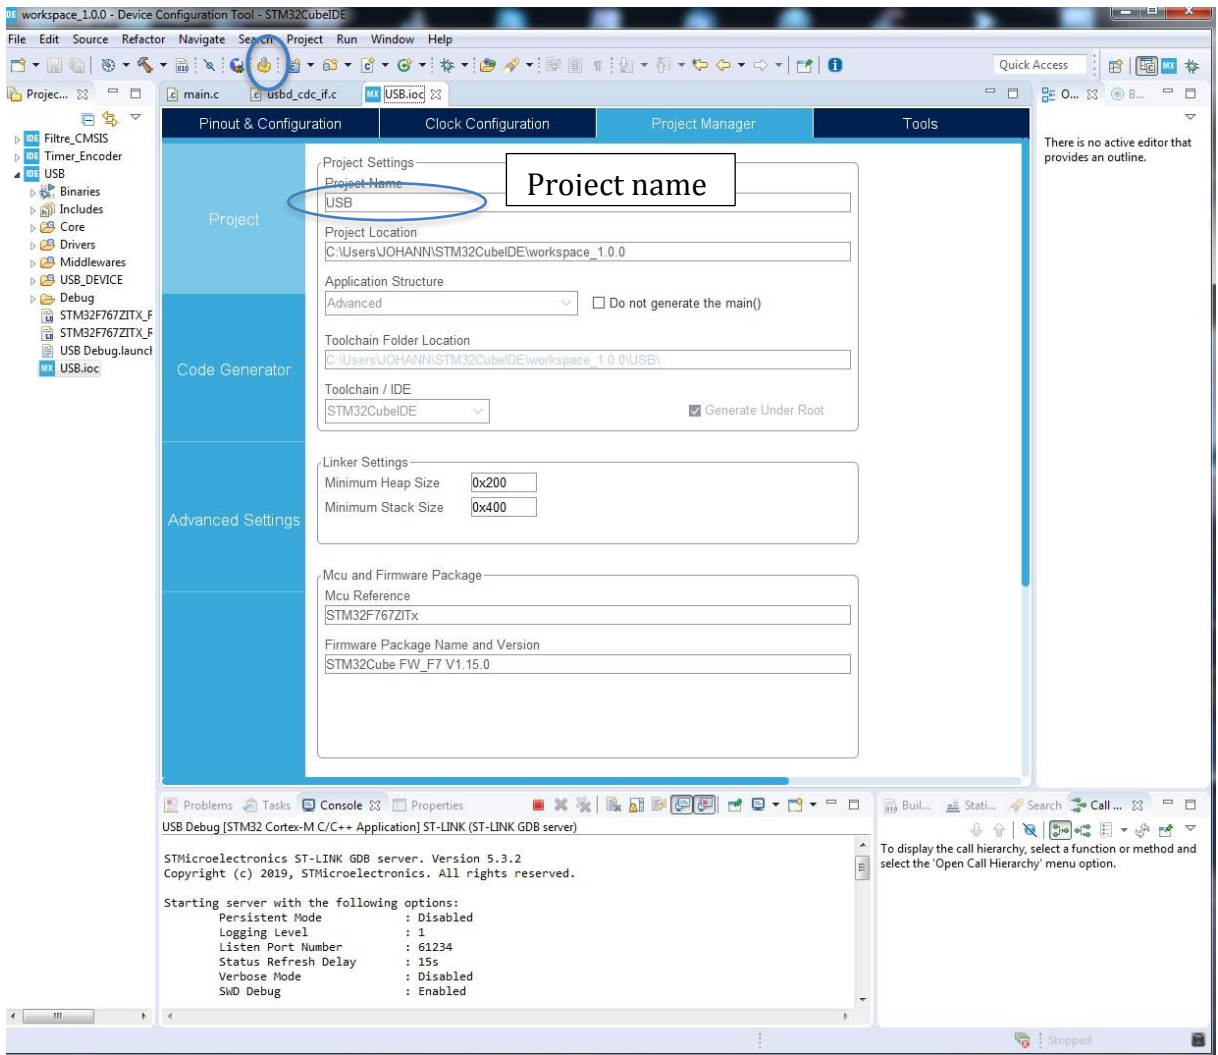 workspace_1.0.0 - Device Configuration Tool - STM32CubeIDE
File Edit Source Refactor Navigate Search Project Run Window Help
Quick Access
Projec...
main.c
usbd_cdc_if.c
USB.ioc
O...
B...
Pinout & Configuration
Clock Configuration
Project Manager
Tools
There is no active editor that
provides an outline.
Filtre_CMSIS
Timer_Encoder
USB
Binaries
Includes
Core
Drivers
Middlewares
USB_DEVICE
Debug
STM32F767ZITX_F
STM32F767ZITX_R
USB Debug.launch
USB.ioc
Project
Code Generator
Advanced Settings
Project Settings
Project Name
Project name
USB
Project Location
C:\Users\JOHANN\STM32CubeIDE\workspace_1.0.0
Application Structure
Advanced
Do not generate the main()
Toolchain Folder Location
C:\Users\JOHANN\STM32CubeIDE\workspace_1.0.0\USB\
Toolchain / IDE
STM32CubeIDE
Generate Under Root
Linker Settings
Minimum Heap Size 0x200
Minimum Stack Size 0x400
Mcu and Firmware Package
Mcu Reference
STM32F767ZITx
Firmware Package Name and Version
STM32Cube FW_F7 V1.15.0
Problems Tasks Console Properties
USB Debug [STM32 Cortex-M C/C++ Application] ST-LINK (ST-LINK GDB server)
STMicroelectronics ST-LINK GDB server. Version 5.3.2
Copyright (c) 2019, STMicroelectronics. All rights reserved.
Starting server with the following options:
Persistent Mode : Disabled
Logging Level : 1
Listen Port Number : 61234
Status Refresh Delay : 15s
Verbose Mode : Disabled
SWD Debug : Enabled
Buil... Stati... Search Call ...
To display the call hierarchy, select a function or method and
select the 'Open Call Hierarchy' menu option.
Stopped